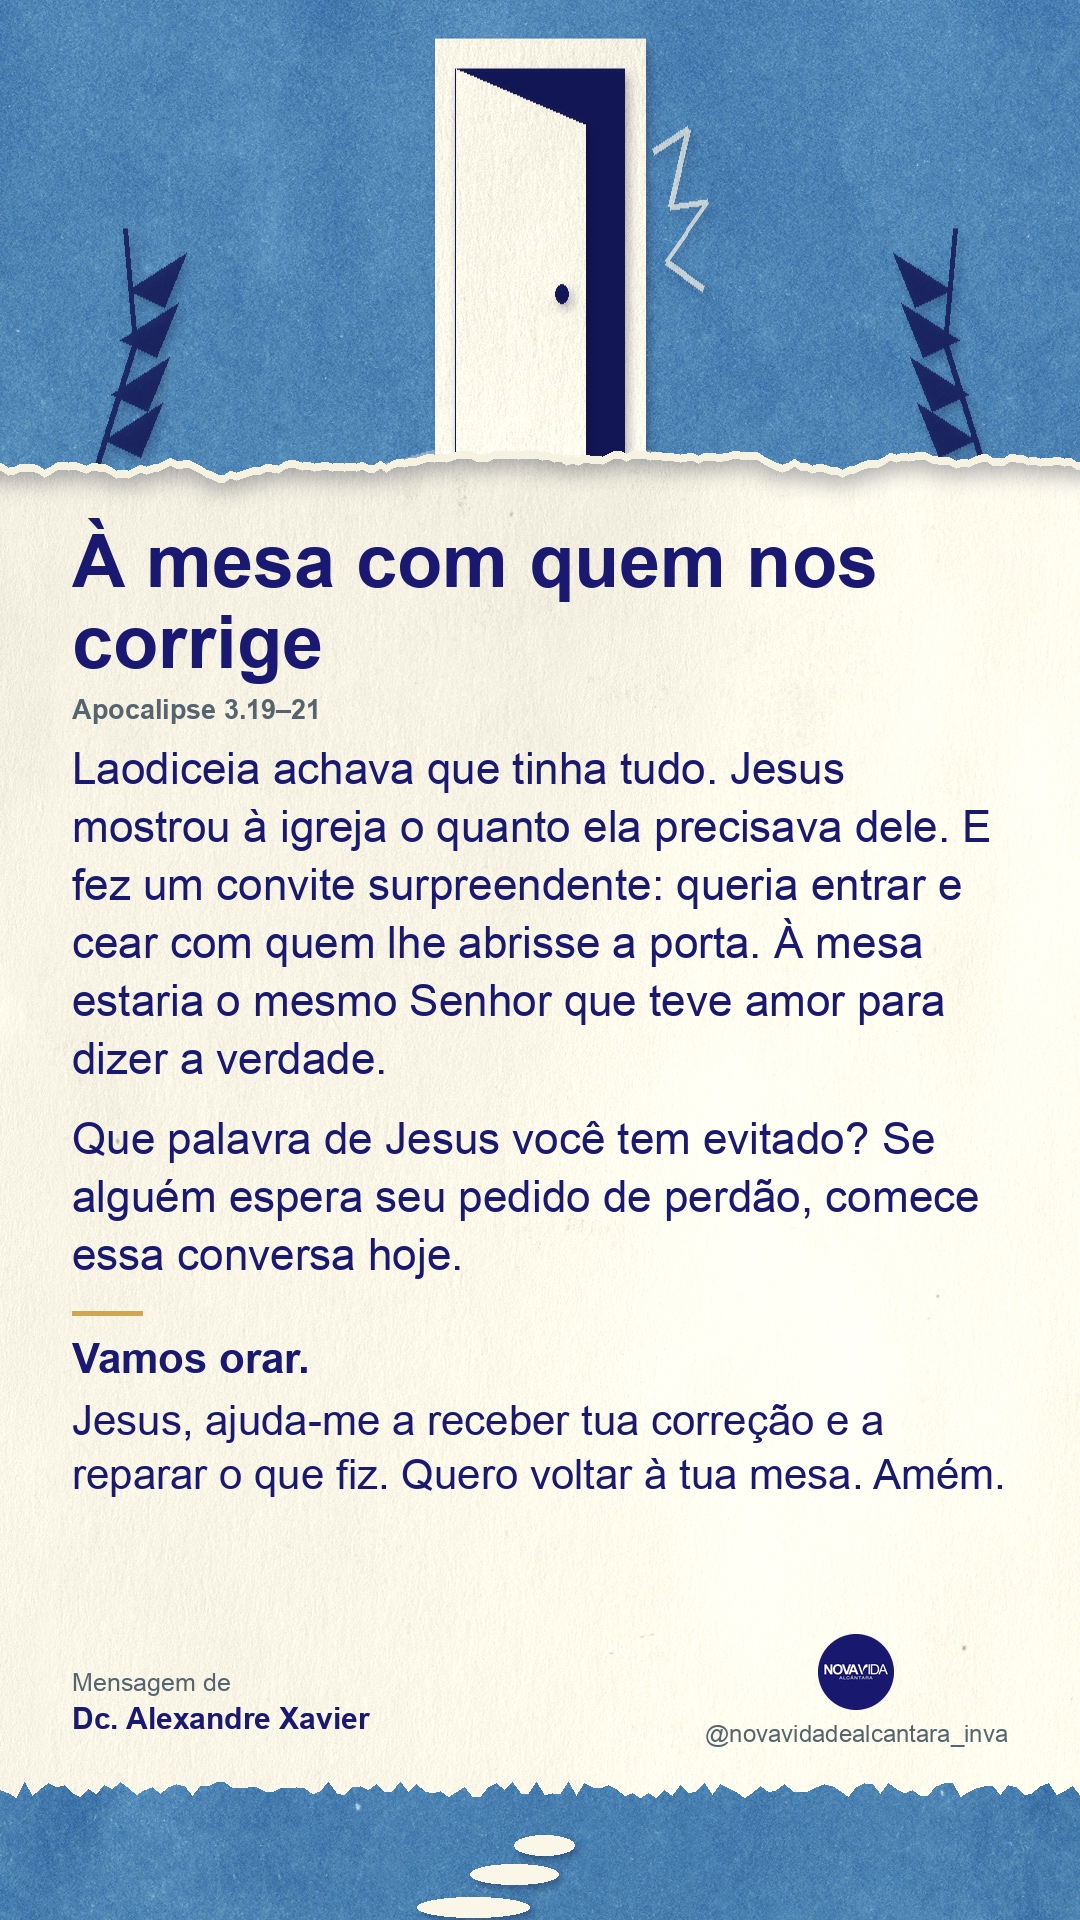 À mesa com quem nos
corrige
Apocalipse 3.19–21
Laodiceia achava que tinha tudo. Jesus
mostrou à igreja o quanto ela precisava dele. E
fez um convite surpreendente: queria entrar e
cear com quem lhe abrisse a porta. À mesa
estaria o mesmo Senhor que teve amor para
dizer a verdade.
Que palavra de Jesus você tem evitado? Se
alguém espera seu pedido de perdão, comece
essa conversa hoje.
Vamos orar.
Jesus, ajuda-me a receber tua correção e a
reparar o que fiz. Quero voltar à tua mesa. Amém.
Mensagem de
Dc. Alexandre Xavier
NOVAVIDA
ALCÂNTARA
@novavidadealcantara_inva